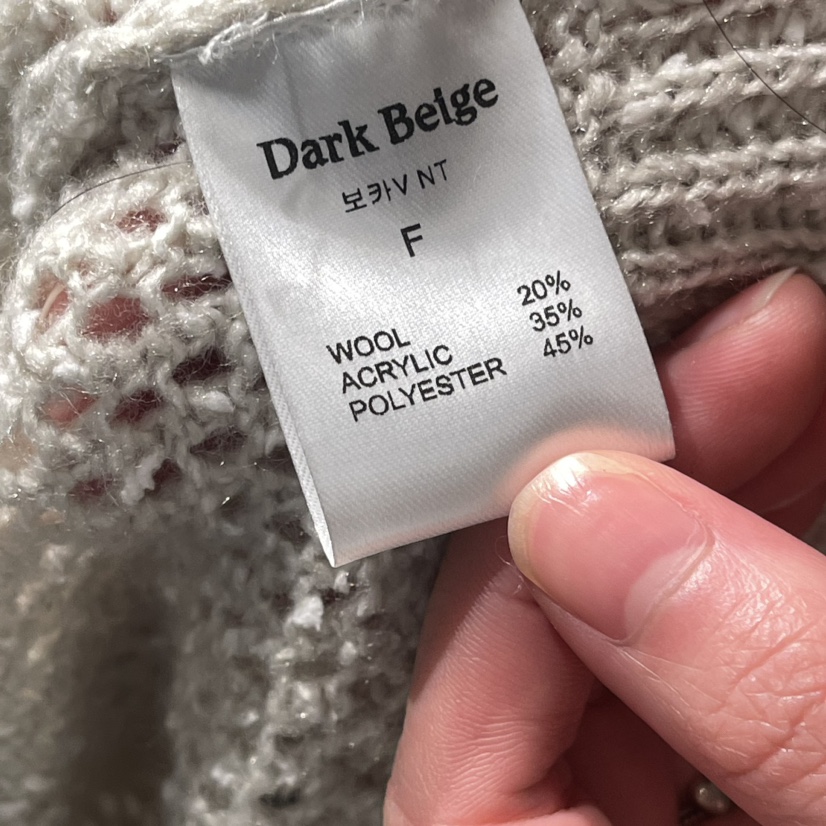 Dark Beige
보카V NT
F
WOOL 20%
ACRYLIC 35%
POLYESTER 45%